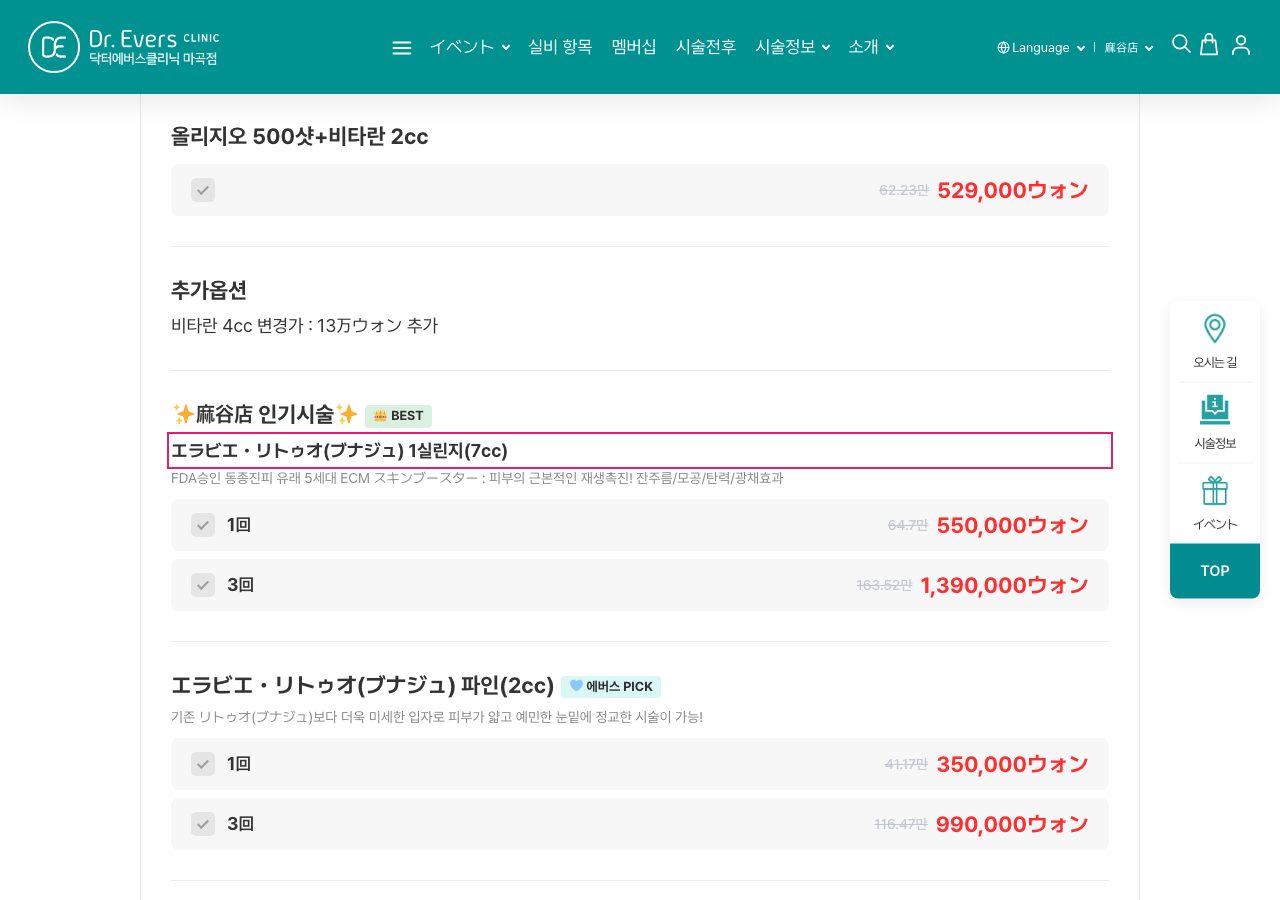 Dr. Evers CLINIC
닥터에버스클리닉 마곡점
イベント
실비 항목
멤버십
시술전후
시술정보
소개
Language
麻谷店
올리지오 500샷+비타란 2cc
62.23만 529,000ウォン
추가옵션
비타란 4cc 변경가 : 13万ウォン 추가
✨麻谷店 인기시술✨ BEST
エラビエ・リトゥオ(ブナジュ) 1실린지(7cc)
FDA승인 동종진피 유래 5세대 ECM スキンブースター : 피부의 근본적인 재생촉진! 잔주름/모공/탄력/광채효과
1回 64.7만 550,000ウォン
3回 163.52만 1,390,000ウォン
エラビエ・リトゥオ(ブナジュ) 파인(2cc) 에버스 PICK
기존 リトゥオ(ブナジュ)보다 더욱 미세한 입자로 피부가 얇고 예민한 눈밑에 정교한 시술이 가능!
1回 41.17만 350,000ウォン
3回 116.47만 990,000ウォン
오시는길
시술정보
イベント
TOP